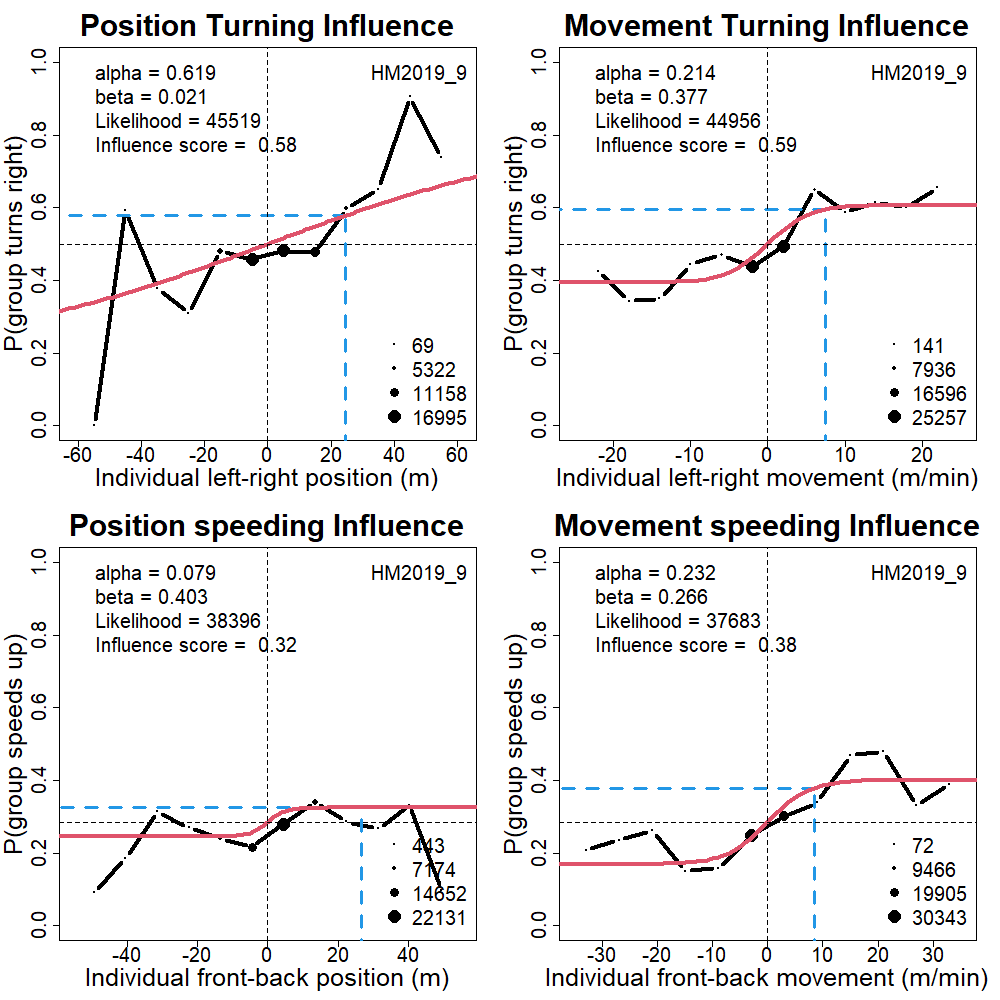 Position Turning Influence
alpha = 0.619
HM2019_9
beta = 0.021
Likelihood = 45519
Influence score = 0.58
P(group turns right)
0.0
0.2
0.4
0.6
0.8
1.0
69
5322
11158
16995
-60
-40
-20
0
20
40
60
Individual left-right position (m)
Movement Turning Influence
alpha = 0.214
HM2019_9
beta = 0.377
Likelihood = 44956
Influence score = 0.59
P(group turns right)
0.0
0.2
0.4
0.6
0.8
1.0
141
7936
16596
25257
-20
-10
0
10
20
Individual left-right movement (m/min)
Position speeding Influence
alpha = 0.079
HM2019_9
beta = 0.403
Likelihood = 38396
Influence score = 0.32
P(group speeds up)
0.0
0.2
0.4
0.6
0.8
1.0
443
7174
14652
22131
-40
-20
0
20
40
Individual front-back position (m)
Movement speeding Influence
alpha = 0.232
HM2019_9
beta = 0.266
Likelihood = 37683
Influence score = 0.38
P(group speeds up)
0.0
0.2
0.4
0.6
0.8
1.0
72
9466
19905
30343
-30
-20
-10
0
10
20
30
Individual front-back movement (m/min)